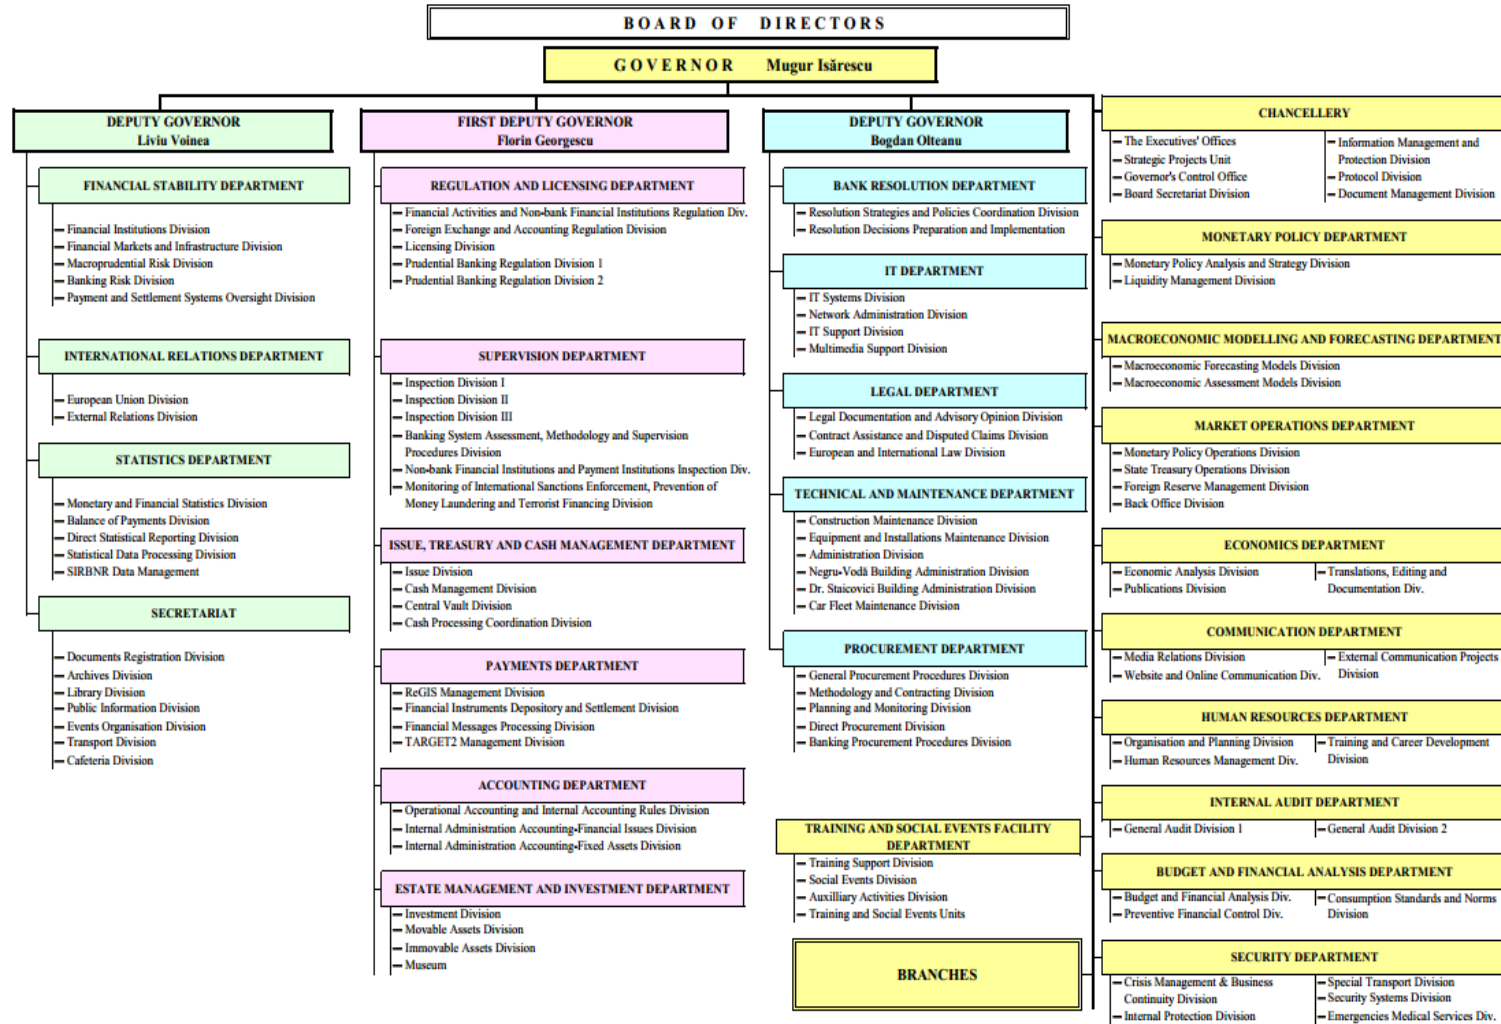 BOARD OF DIRECTORS
GOVERNOR Mugur Isărescu
DEPUTY GOVERNOR
Liviu Voinea
FINANCIAL STABILITY DEPARTMENT
Financial Institutions Division
Financial Markets and Infrastructure Division
Macroprudential Risk Division
Banking Risk Division
Payment and Settlement Systems Oversight Division
INTERNATIONAL RELATIONS DEPARTMENT
European Union Division
External Relations Division
STATISTICS DEPARTMENT
Monetary and Financial Statistics Division
Balance of Payments Division
Direct Statistical Reporting Division
Statistical Data Processing Division
SIRBNR Data Management
SECRETARIAT
Documents Registration Division
Archives Division
Library Division
Public Information Division
Events Organisation Division
Transport Division
Cafeteria Division
FIRST DEPUTY GOVERNOR
Florin Georgescu
REGULATION AND LICENSING DEPARTMENT
Financial Activities and Non-bank Financial Institutions Regulation Div.
Foreign Exchange and Accounting Regulation Division
Licensing Division
Prudential Banking Regulation Division 1
Prudential Banking Regulation Division 2
SUPERVISION DEPARTMENT
Inspection Division I
Inspection Division II
Inspection Division III
Banking System Assessment, Methodology and Supervision
Procedures Division
Non-bank Financial Institutions and Payment Institutions Inspection Div.
Monitoring of International Sanctions Enforcement, Prevention of
Money Laundering and Terrorist Financing Division
ISSUE, TREASURY AND CASH MANAGEMENT DEPARTMENT
Issue Division
Cash Management Division
Central Vault Division
Cash Processing Coordination Division
PAYMENTS DEPARTMENT
ReGIS Management Division
Financial Instruments Depository and Settlement Division
Financial Messages Processing Division
TARGET2 Management Division
ACCOUNTING DEPARTMENT
Operational Accounting and Internal Accounting Rules Division
Internal Administration Accounting-Financial Issues Division
Internal Administration Accounting-Fixed Assets Division
ESTATE MANAGEMENT AND INVESTMENT DEPARTMENT
Investment Division
Movable Assets Division
Immovable Assets Division
Museum
DEPUTY GOVERNOR
Bogdan Olteanu
BANK RESOLUTION DEPARTMENT
Resolution Strategies and Policies Coordination Division
Resolution Decisions Preparation and Implementation
IT DEPARTMENT
IT Systems Division
Network Administration Division
IT Support Division
Multimedia Support Division
LEGAL DEPARTMENT
Legal Documentation and Advisory Opinion Division
Contract Assistance and Disputed Claims Division
European and International Law Division
TECHNICAL AND MAINTENANCE DEPARTMENT
Construction Maintenance Division
Equipment and Installations Maintenance Division
Administration Division
Negru-Vodă Building Administration Division
Dr. Staicovici Building Administration Division
Car Fleet Maintenance Division
PROCUREMENT DEPARTMENT
General Procurement Procedures Division
Methodology and Contracting Division
Planning and Monitoring Division
Direct Procurement Division
Banking Procurement Procedures Division
TRAINING AND SOCIAL EVENTS FACILITY
DEPARTMENT
Training Support Division
Social Events Division
Auxilliary Activities Division
Training and Social Events Units
BRANCHES
CHANCELLERY
The Executives' Offices
Strategic Projects Unit
Governor's Control Office
Board Secretariat Division
Information Management and
Protection Division
Protocol Division
Document Management Division
MONETARY POLICY DEPARTMENT
Monetary Policy Analysis and Strategy Division
Liquidity Management Division
MACROECONOMIC MODELLING AND FORECASTING DEPARTMENT
Macroeconomic Forecasting Models Division
Macroeconomic Assessment Models Division
MARKET OPERATIONS DEPARTMENT
Monetary Policy Operations Division
State Treasury Operations Division
Foreign Reserve Management Division
Back Office Division
ECONOMICS DEPARTMENT
Economic Analysis Division
Publications Division
Translations, Editing and
Documentation Div.
COMMUNICATION DEPARTMENT
Media Relations Division
Website and Online Communication Div.
External Communication Projects
Division
HUMAN RESOURCES DEPARTMENT
Organisation and Planning Division
Human Resources Management Div.
Training and Career Development
Division
INTERNAL AUDIT DEPARTMENT
General Audit Division 1
General Audit Division 2
BUDGET AND FINANCIAL ANALYSIS DEPARTMENT
Budget and Financial Analysis Div.
Preventive Financial Control Div.
Consumption Standards and Norms
Division
SECURITY DEPARTMENT
Crisis Management & Business
Continuity Division
Internal Protection Division
Special Transport Division
Security Systems Division
Emergencies Medical Services Div.